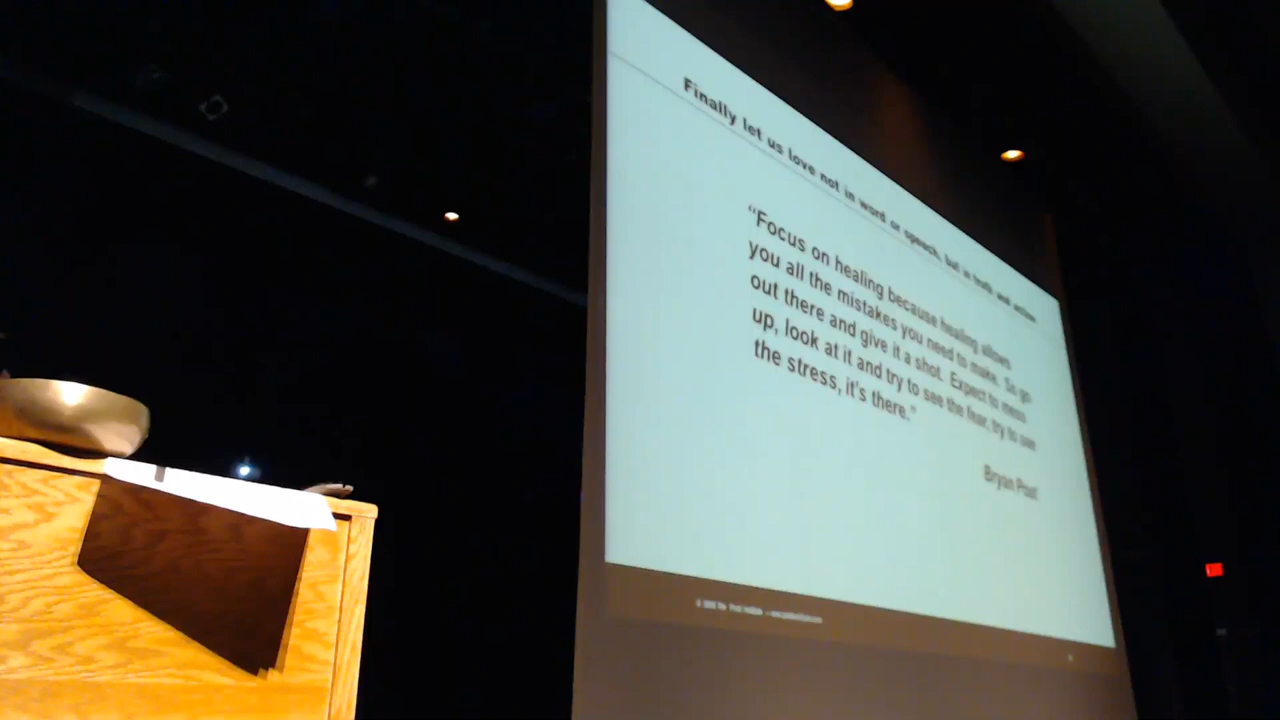 Finally let us love not in word or speech, but in truth and action
“Focus on healing because healing allows
you all the mistakes you need to make. So go
out there and give it a shot. Expect to mess
up, look at it and try to see the fear, try to see
the stress, it's there.”
Bryan Post